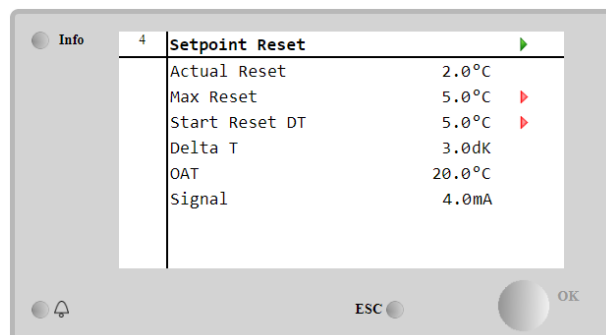 Info
4 Setpoint Reset
Actual Reset 2.0°C
Max Reset 5.0°C
Start Reset DT 5.0°C
Delta T 3.0dK
OAT 20.0°C
Signal 4.0mA
ESC OK